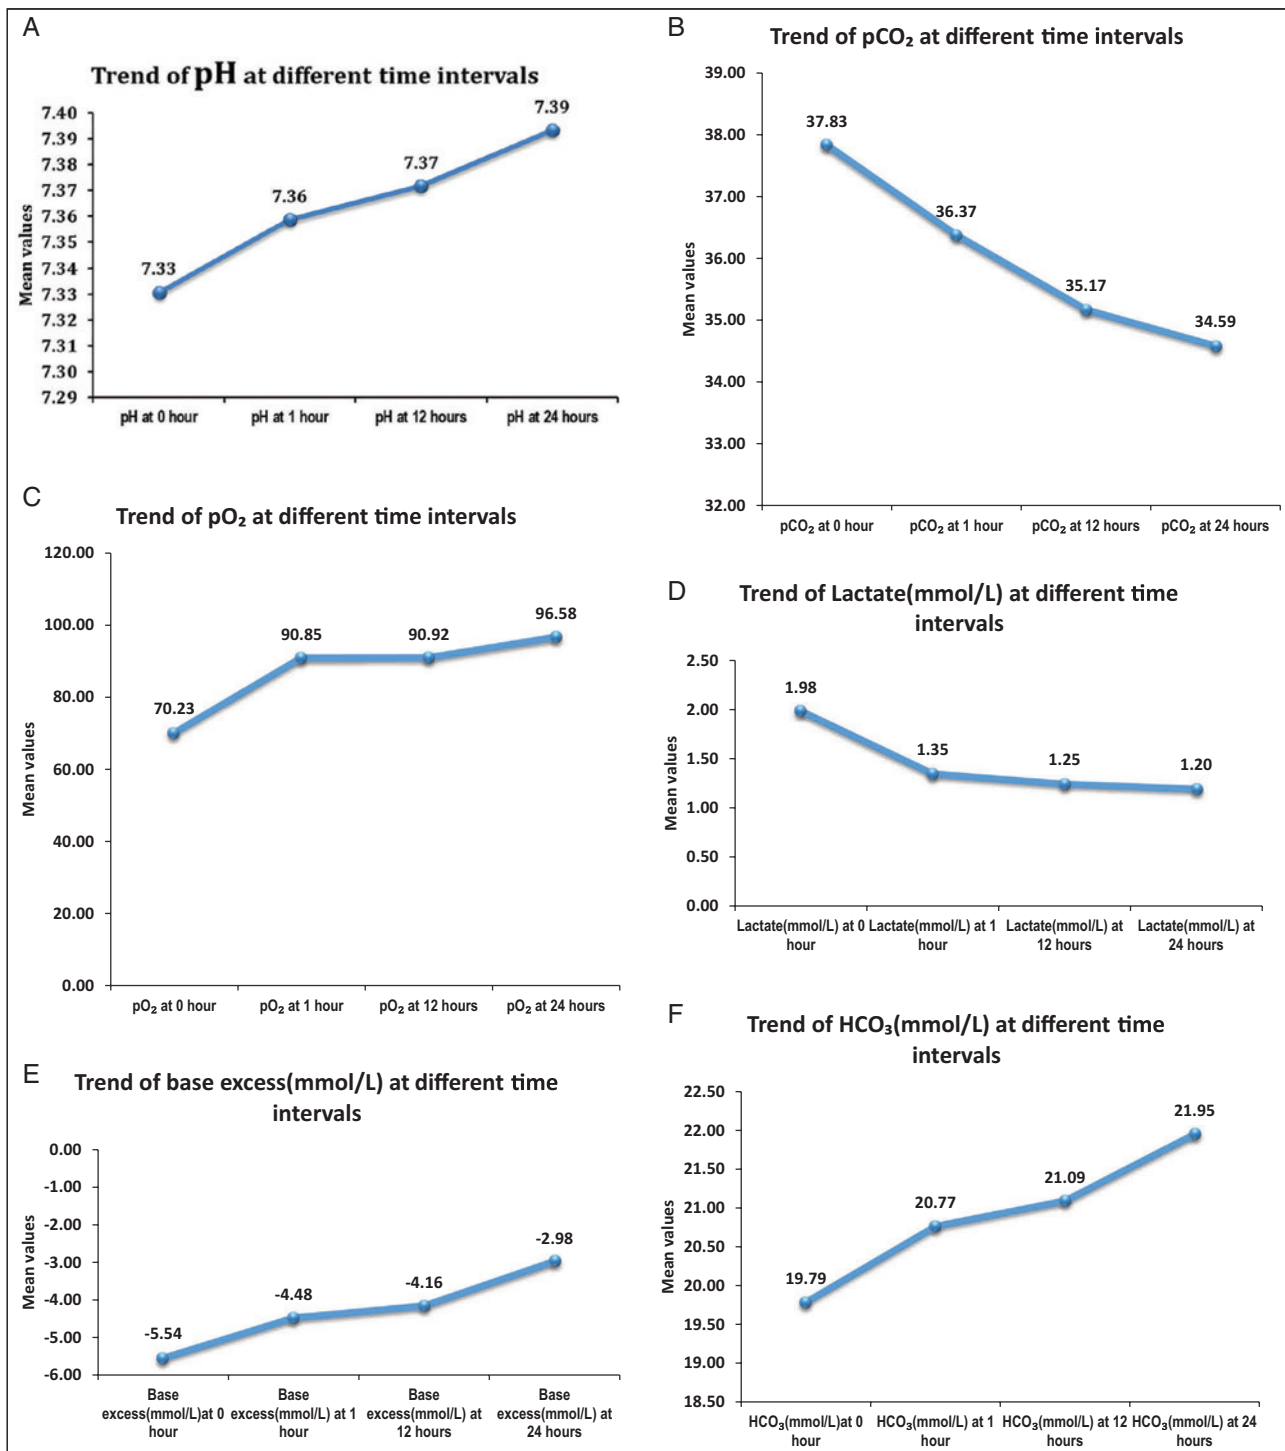 A
Trend of pH at different time intervals
7.40
7.39
7.38
7.37
7.36
7.35
7.34
7.33
7.32
7.31
7.30
7.29
Mean values
7.33
7.36
7.37
7.39
pH at 0 hour
pH at 1 hour
pH at 12 hours
pH at 24 hours
B
Trend of pCO₂ at different time intervals
39.00
38.00
37.00
36.00
35.00
34.00
33.00
32.00
Mean values
37.83
36.37
35.17
34.59
pCO₂ at 0 hour
pCO₂ at 1 hour
pCO₂ at 12 hours
pCO₂ at 24 hours
C
Trend of pO₂ at different time intervals
120.00
100.00
80.00
60.00
40.00
20.00
0.00
Mean values
70.23
90.85
90.92
96.58
pO₂ at 0 hour
pO₂ at 1 hour
pO₂ at 12 hours
pO₂ at 24 hours
D
Trend of Lactate(mmol/L) at different time
intervals
2.50
2.00
1.50
1.00
0.50
0.00
Mean values
1.98
1.35
1.25
1.20
Lactate(mmol/L) at 0
hour
Lactate(mmol/L) at 1
hour
Lactate(mmol/L) at
12 hours
Lactate(mmol/L) at
24 hours
E
Trend of base excess(mmol/L) at different time
intervals
0.00
-1.00
-2.00
-3.00
-4.00
-5.00
-6.00
Mean values
-5.54
-4.48
-4.16
-2.98
Base
excess(mmol/L)at 0
hour
Base
excess(mmol/L) at 1
hour
Base
excess(mmol/L) at
12 hours
Base
excess(mmol/L) at
24 hours
F
Trend of HCO₃(mmol/L) at different time
intervals
22.50
22.00
21.50
21.00
20.50
20.00
19.50
19.00
18.50
Mean values
19.79
20.77
21.09
21.95
HCO₃(mmol/L)at 0
hour
HCO₃(mmol/L) at 1
hour
HCO₃(mmol/L) at 12
hours
HCO₃(mmol/L) at 24
hours